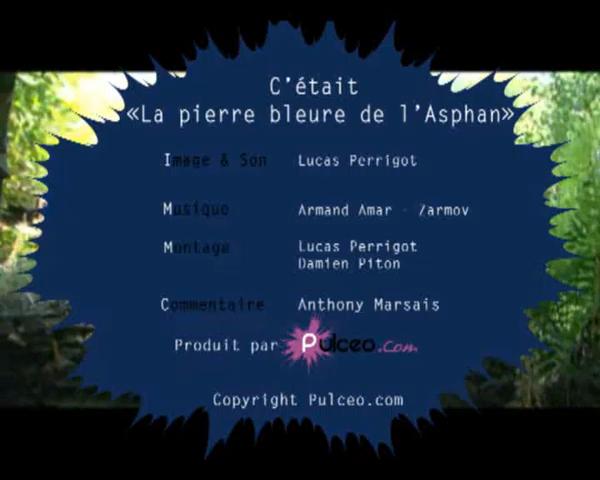 C'était
«La pierre bleure de l'Asphan»
Image & Son Lucas Perrigot
Musique Armand Amar - Zarmov
Montage Lucas Perrigot
Damien Piton
Commentaire Anthony Marsais
Produit par Pulceo.com
Copyright Pulceo.com